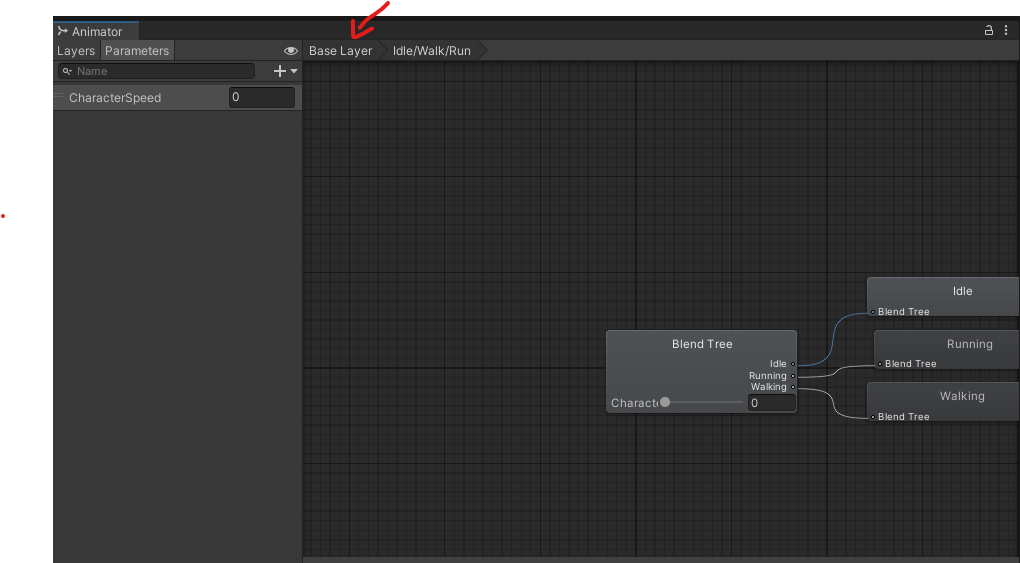 Animator
Layers Parameters
Base Layer Idle/Walk/Run
Name
CharacterSpeed 0
Idle
Blend Tree
Blend Tree
Idle
Running
Walking
Charact 0
Running
Blend Tree
Walking
Blend Tree